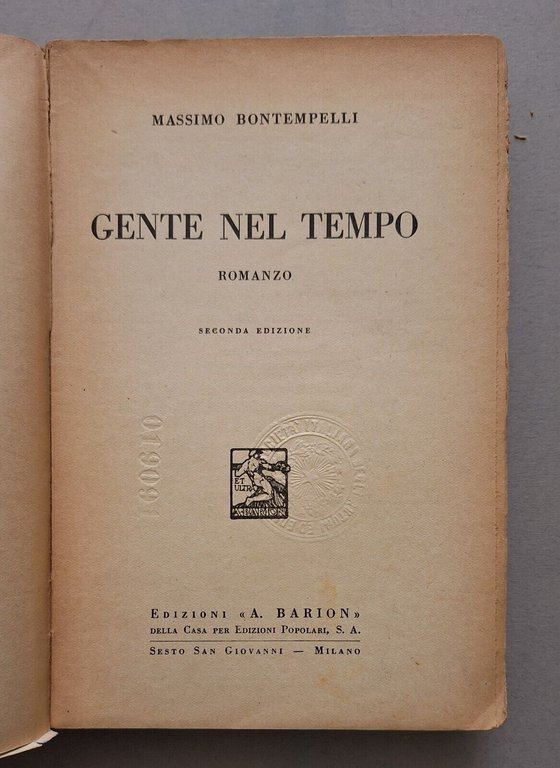 MASSIMO BONTEMPELLI
GENTE NEL TEMPO
ROMANZO
SECONDA EDIZIONE
019091
ET
ULTRA
A·BARION
EDIZIONI «A. BARION»
DELLA CASA PER EDIZIONI POPOLARI, S. A.
SESTO SAN GIOVANNI — MILANO